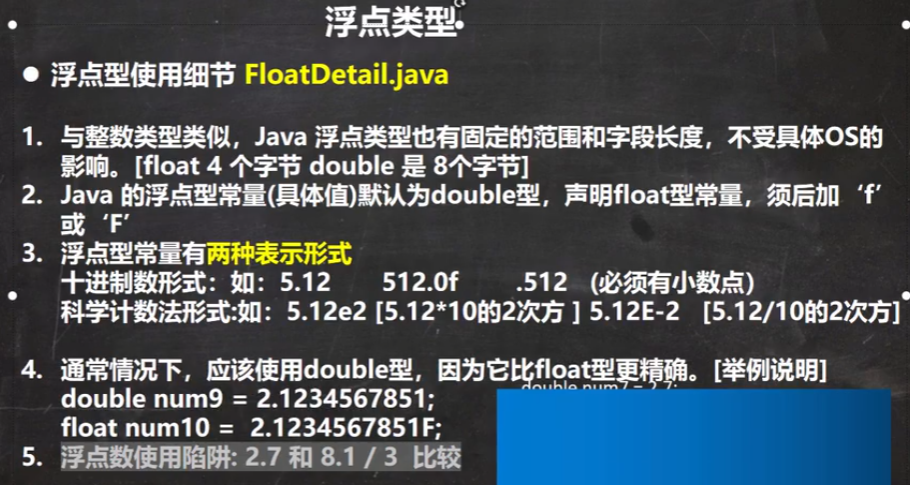 浮点类型
● 浮点型使用细节 FloatDetail.java
1. 与整数类型类似，Java 浮点类型也有固定的范围和字段长度，不受具体OS的
影响。[float 4 个字节 double 是 8个字节]
2. Java 的浮点型常量(具体值)默认为double型，声明float型常量，须后加‘f’
或‘F’
3. 浮点型常量有两种表示形式
十进制数形式：如：5.12 512.0f .512 （必须有小数点）
科学计数法形式:如：5.12e2 [5.12*10的2次方 ] 5.12E-2 [5.12/10的2次方]
4. 通常情况下，应该使用double型，因为它比float型更精确。[举例说明]
double num7 = 2.7;
double num9 = 2.1234567851;
float num10 = 2.1234567851F;
5. 浮点数使用陷阱: 2.7 和 8.1 / 3 比较